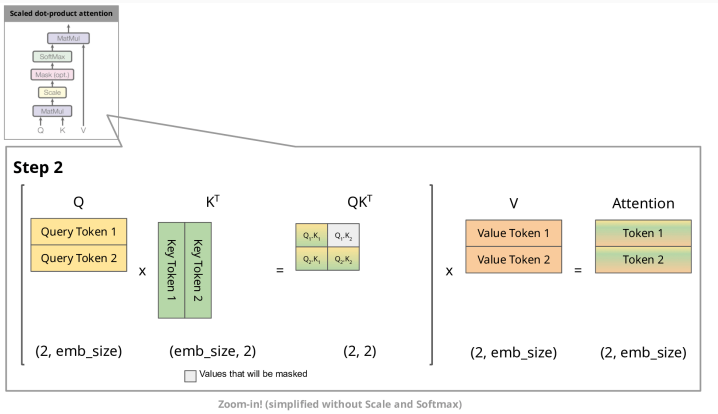 Scaled dot-product attention
MatMul
SoftMax
Mask (opt.)
Scale
MatMul
Q K V
Step 2
Q K^T QK^T V Attention
Query Token 1
Query Token 2
x
Key Token 1
Key Token 2
=
Q1.K1 Q1.K2
Q2.K1 Q2.K2
x
Value Token 1
Value Token 2
=
Token 1
Token 2
(2, emb_size) (emb_size, 2) (2, 2) (2, emb_size) (2, emb_size)
Values that will be masked
Zoom-in! (simplified without Scale and Softmax)